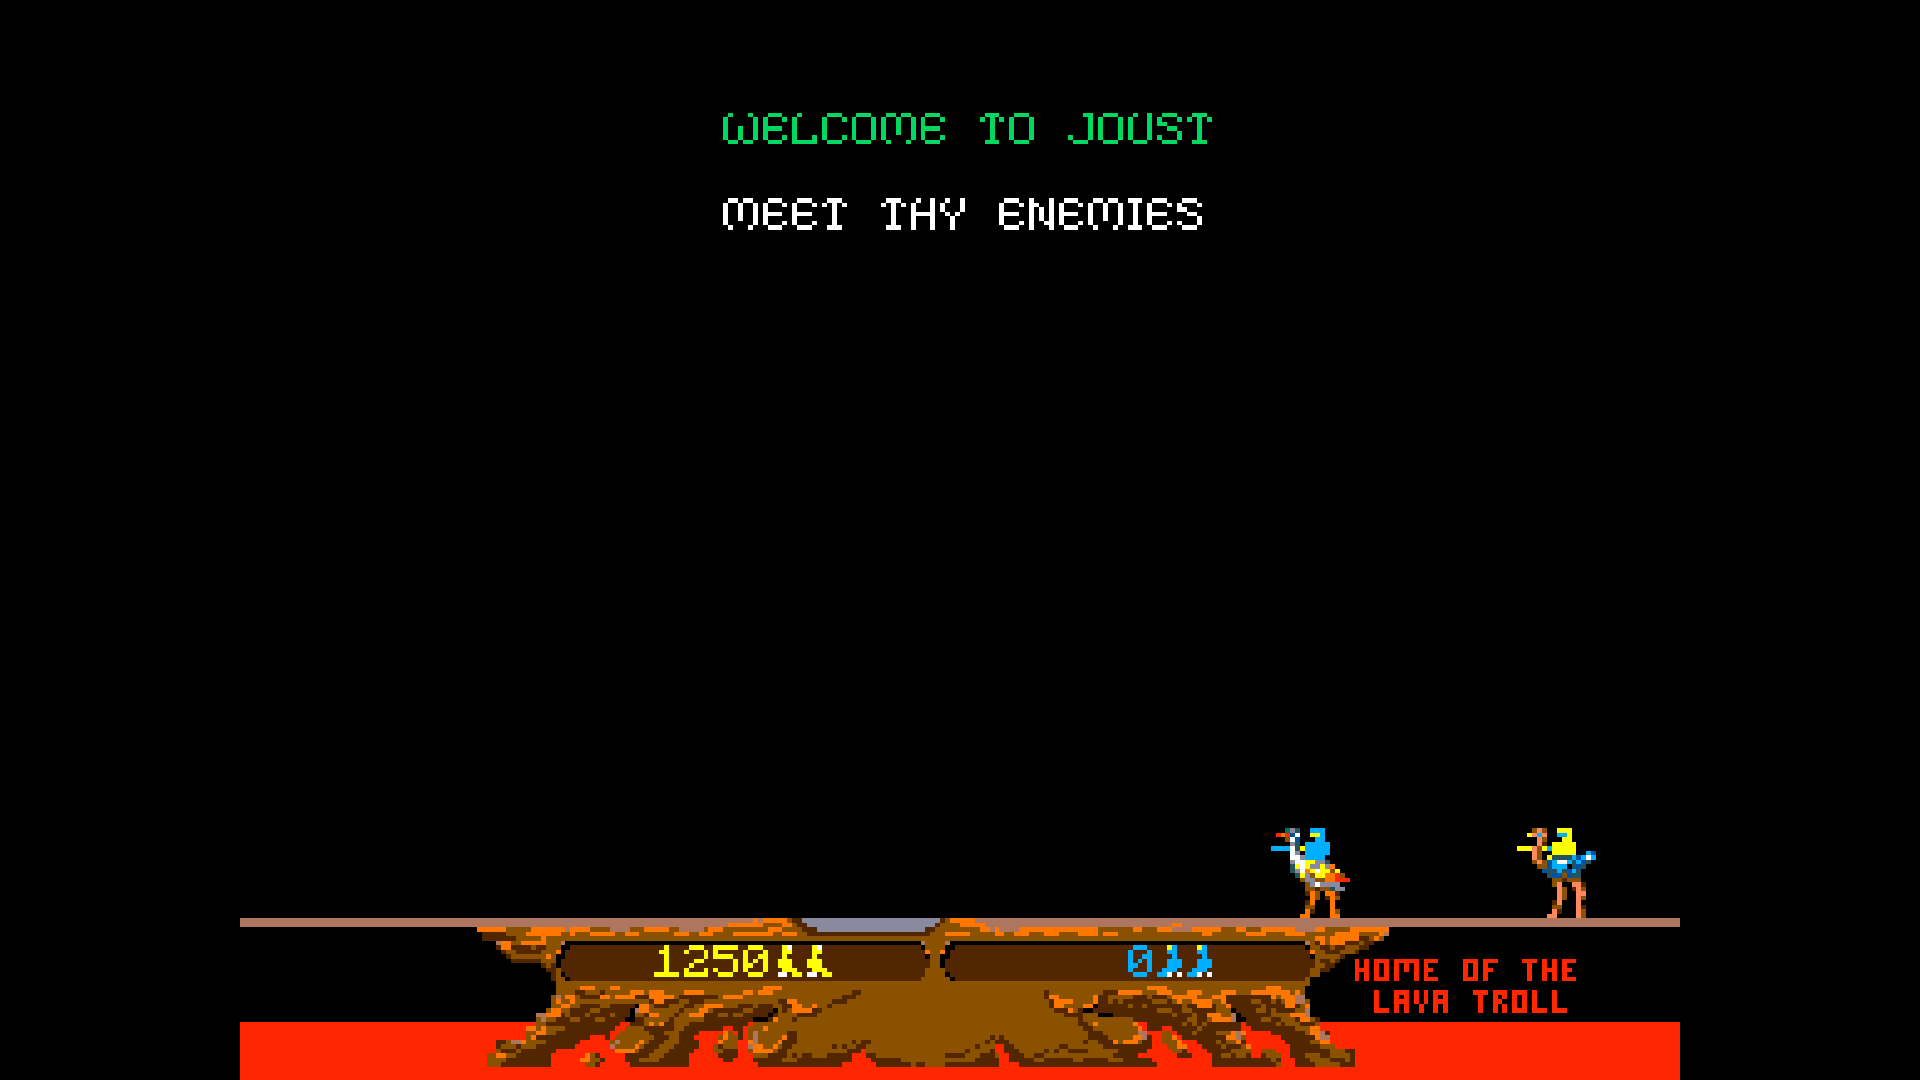 WELCOME TO JOUST
MEET THY ENEMIES
1250 0
HOME OF THE
LAVA TROLL